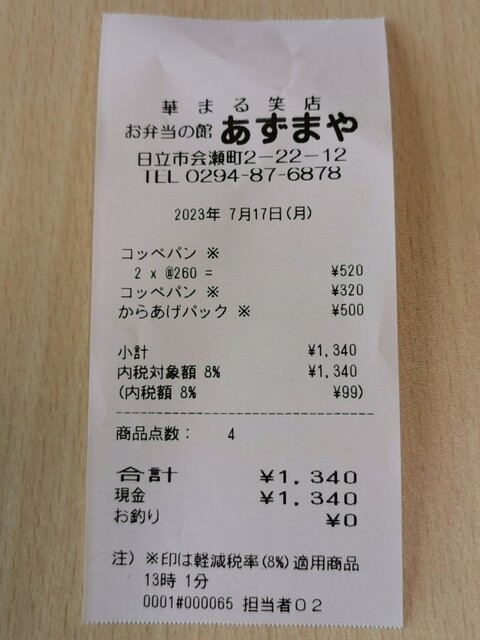 華まる笑店
お弁当の館 あずまや
日立市会瀬町2-22-12
TEL 0294-87-6878
2023年 7月17日(月)
コッペパン ※
2 x @260 = ¥520
コッペパン ※ ¥320
からあげパック ※ ¥500
小計 ¥1,340
内税対象額 8% ¥1,340
(内税額 8% ¥99)
商品点数: 4
合計 ¥1,340
現金 ¥1,340
お釣り ¥0
注) ※印は軽減税率(8%)適用商品
13時 1分
0001#000065 担当者02